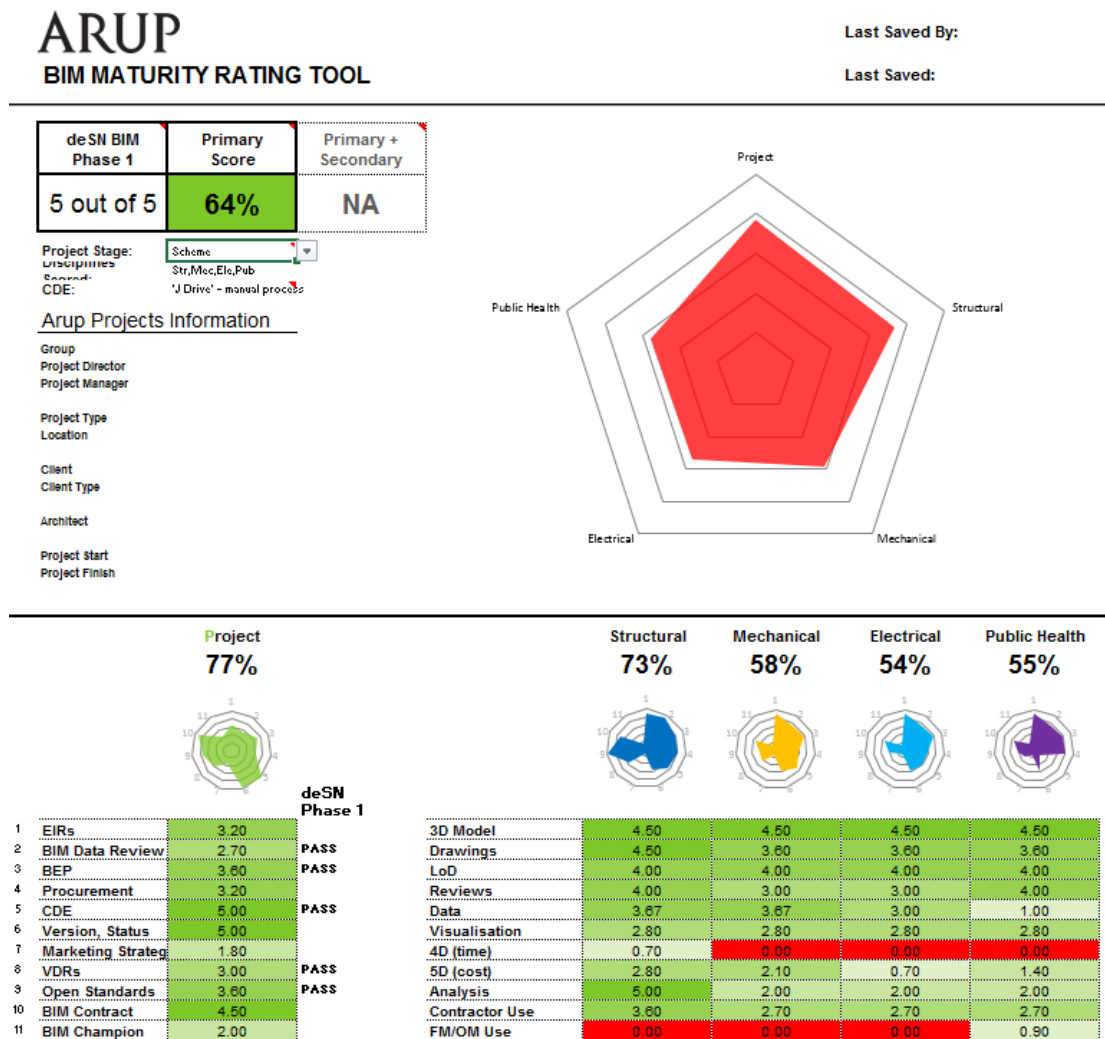 ARUP
BIM MATURITY RATING TOOL
Last Saved By:
Last Saved:
deSN BIM Phase 1
Primary Score
Primary + Secondary
5 out of 5
64%
NA
Project Stage:
Scheme
Disciplines Scored:
Str,Mec,Ele,Pub
CDE:
'J Drive' - manual process
Arup Projects Information
Group
Project Director
Project Manager
Project Type
Location
Client
Client Type
Architect
Project Start
Project Finish
Project
Structural
Mechanical
Electrical
Public Health
Project
77%
Structural
73%
Mechanical
58%
Electrical
54%
Public Health
55%
deSN
Phase 1
1 EIRs 3.20
2 BIM Data Review 2.70 PASS
3 BEP 3.60 PASS
4 Procurement 3.20
5 CDE 5.00 PASS
6 Version, Status 5.00
7 Marketing Strateg 1.80
8 VDRs 3.00 PASS
9 Open Standards 3.60 PASS
10 BIM Contract 4.50
11 BIM Champion 2.00
3D Model 4.50 4.50 4.50 4.50
Drawings 4.50 3.60 3.60 3.60
LoD 4.00 4.00 4.00 4.00
Reviews 4.00 3.00 3.00 4.00
Data 3.67 3.67 3.00 1.00
Visualisation 2.80 2.80 2.80 2.80
4D (time) 0.70 0.00 0.00 0.00
5D (cost) 2.80 2.10 0.70 1.40
Analysis 5.00 2.00 2.00 2.00
Contractor Use 3.60 2.70 2.70 2.70
FM/OM Use 0.00 0.00 0.00 0.90